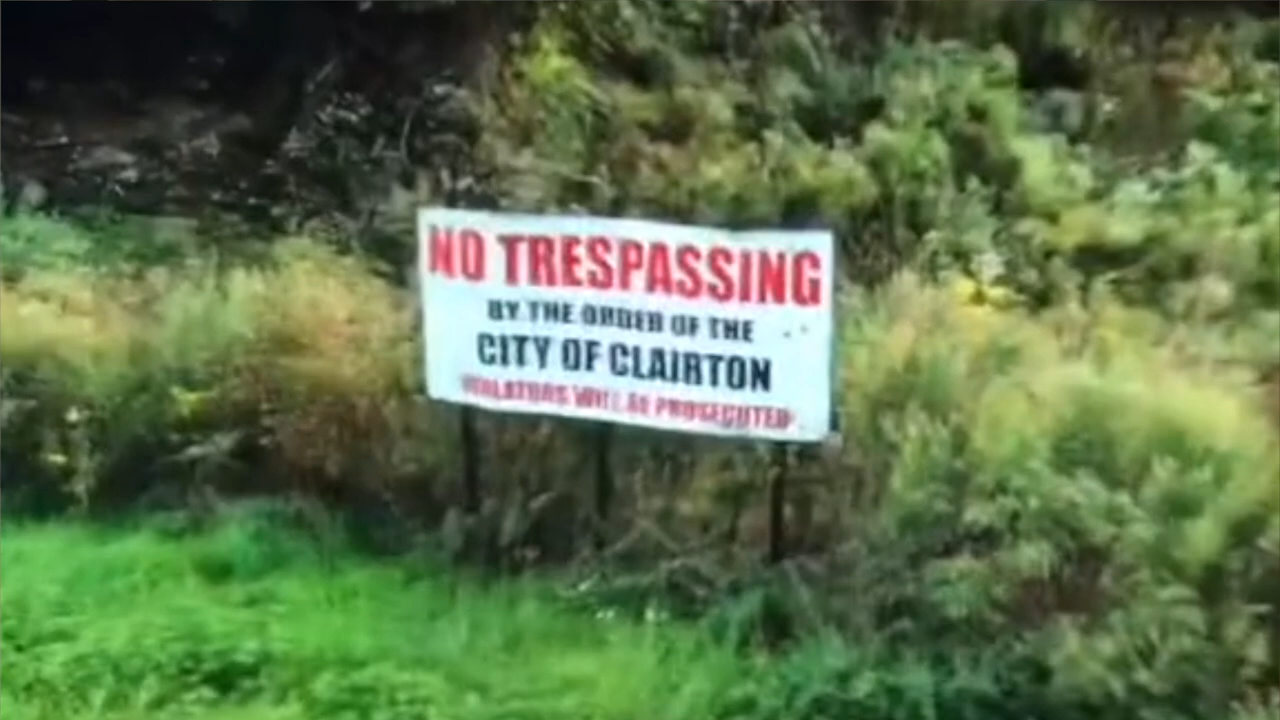 NO TRESPASSING
BY THE ORDER OF THE
CITY OF CLAIRTON
VIOLATORS WILL BE PROSECUTED